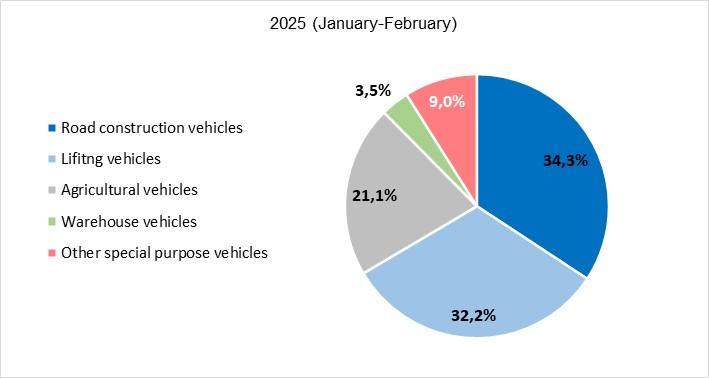 2025 (January-February)
Road construction vehicles
Lifitng vehicles
Agricultural vehicles
Warehouse vehicles
Other special purpose vehicles
3,5%
9,0%
34,3%
21,1%
32,2%